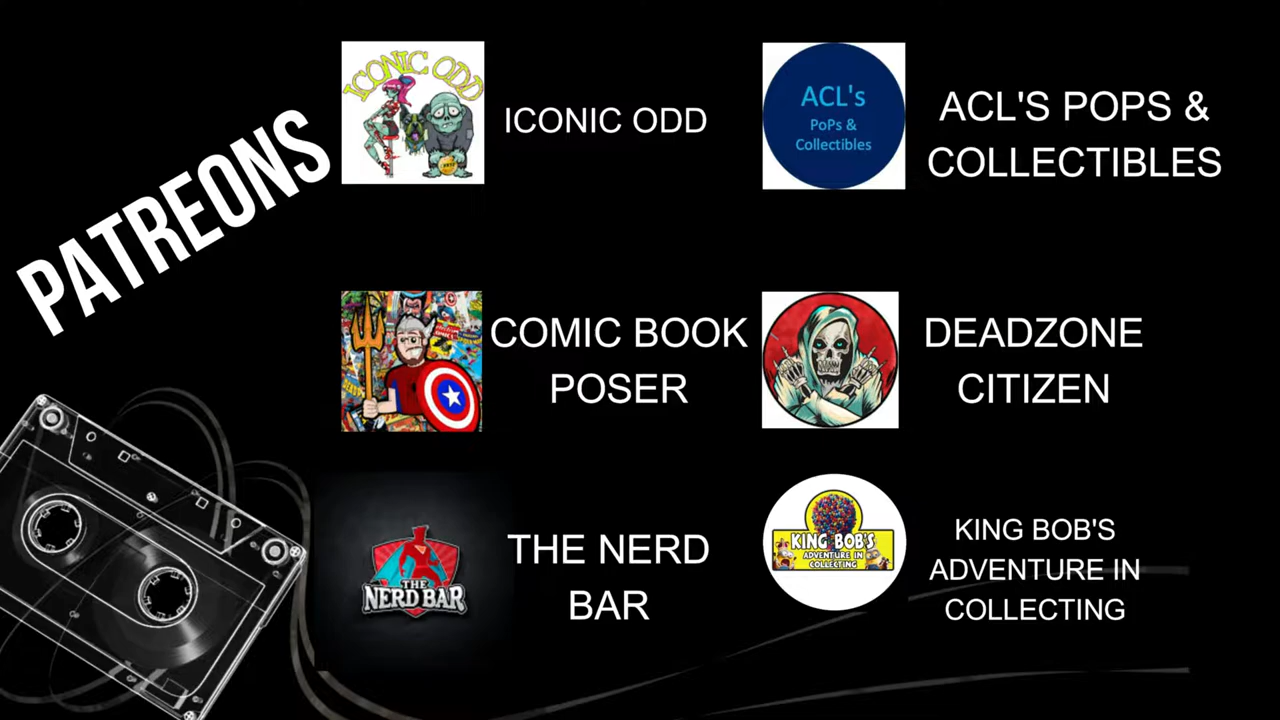 PATREONS
ICONIC ODD
ICONIC ODD
ACL's
PoPs &
Collectibles
ACL'S POPS &
COLLECTIBLES
COMIC BOOK
POSER
DEADZONE
CITIZEN
THE
NERD BAR
THE NERD
BAR
KING BOB'S
ADVENTURE IN
COLLECTING
KING BOB'S
ADVENTURE IN
COLLECTING